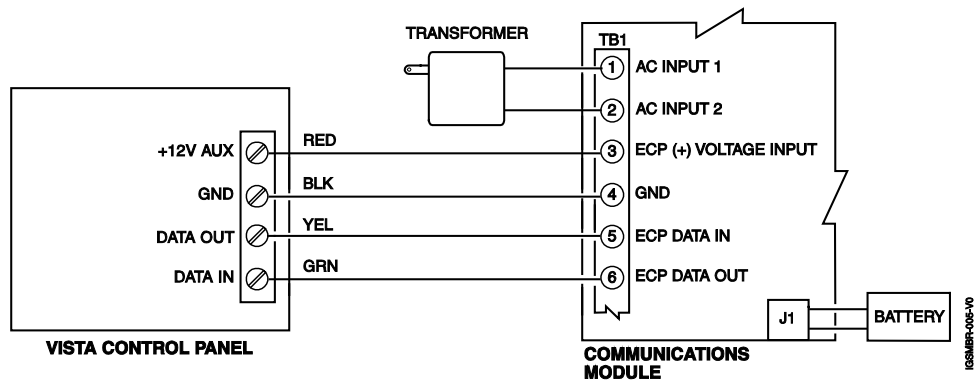 TRANSFORMER
TB1
1 AC INPUT 1
2 AC INPUT 2
+12V AUX RED 3 ECP (+) VOLTAGE INPUT
GND BLK 4 GND
DATA OUT YEL 5 ECP DATA IN
DATA IN GRN 6 ECP DATA OUT
J1 BATTERY
VISTA CONTROL PANEL
COMMUNICATIONS
MODULE
IGSMBR-005-V0